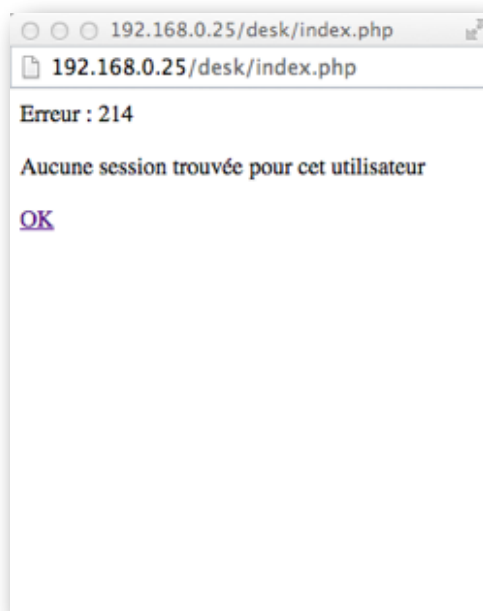 192.168.0.25/desk/index.php
192.168.0.25/desk/index.php
Erreur : 214
Aucune session trouvée pour cet utilisateur
OK